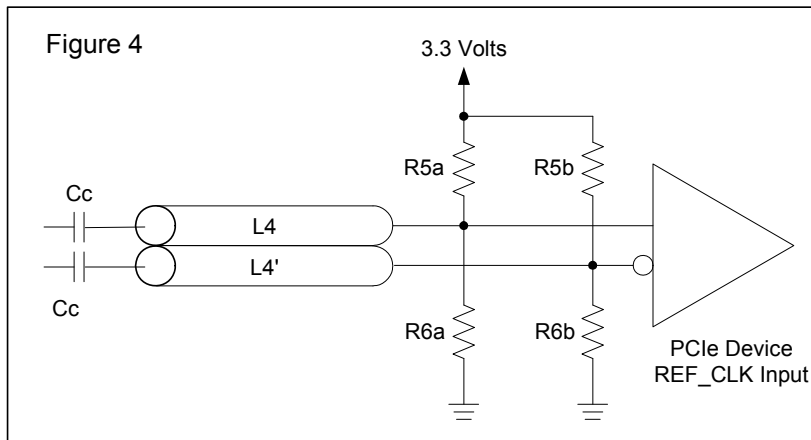 Figure 4
3.3 Volts
R5a
R5b
Cc
L4
L4'
Cc
R6a
R6b
PCIe Device
REF_CLK Input